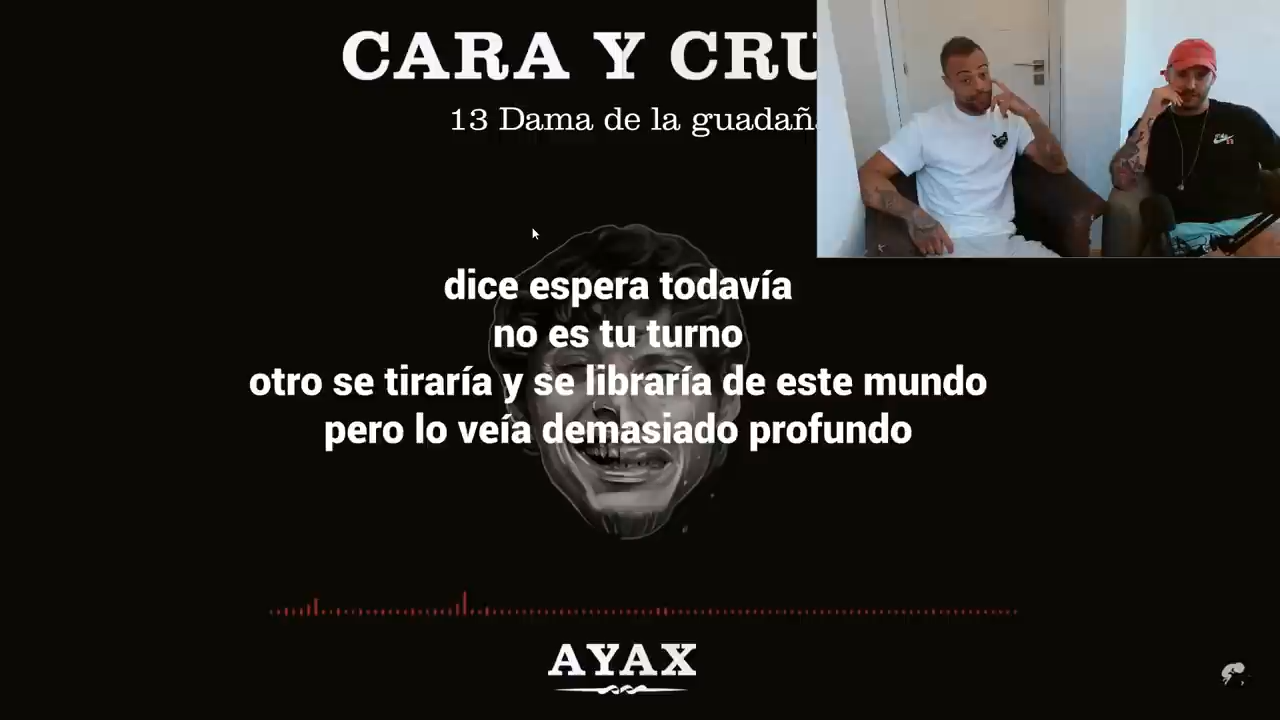 CARA Y CRU
13 Dama de la guadaña
dice espera todavía
no es tu turno
otro se tiraría y se libraría de este mundo
pero lo veía demasiado profundo
AYAX